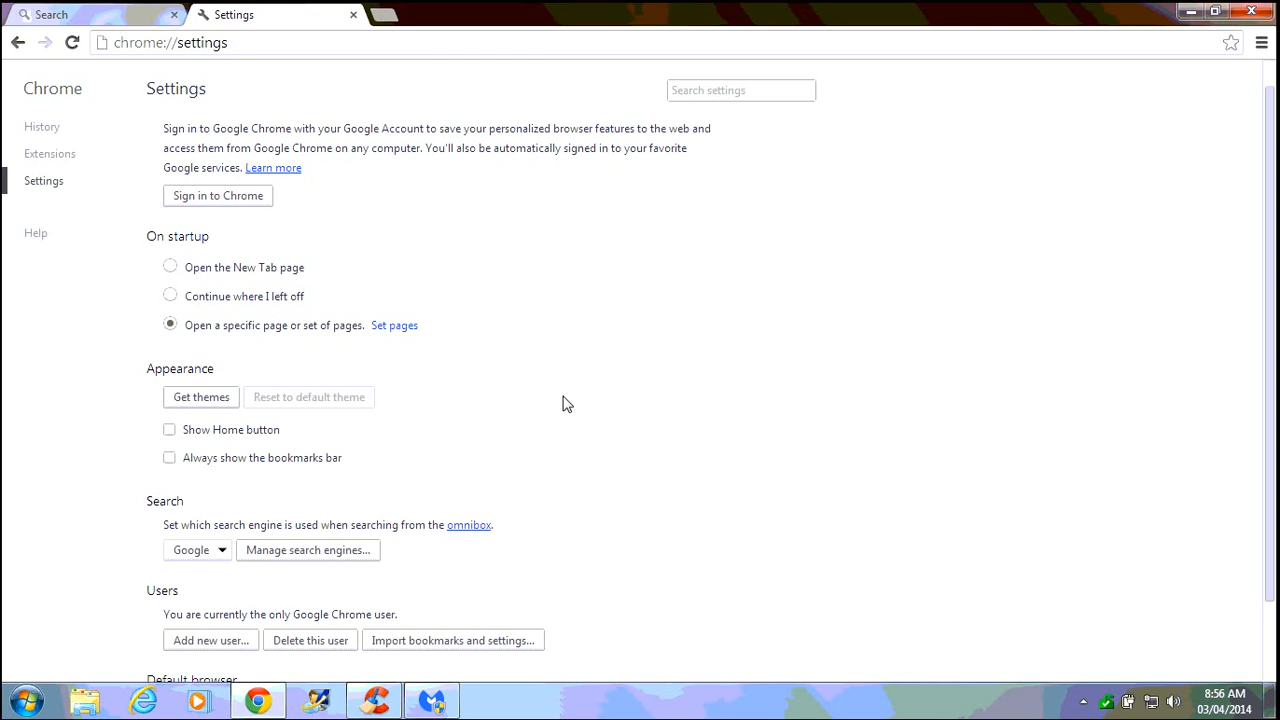 Search
Settings
chrome://settings
Chrome
Settings
Search settings
History
Extensions
Settings
Help
Sign in to Google Chrome with your Google Account to save your personalized browser features to the web and
access them from Google Chrome on any computer. You'll also be automatically signed in to your favorite
Google services. Learn more
Sign in to Chrome
On startup
Open the New Tab page
Continue where I left off
Open a specific page or set of pages. Set pages
Appearance
Get themes Reset to default theme
Show Home button
Always show the bookmarks bar
Search
Set which search engine is used when searching from the omnibox.
Google Manage search engines...
Users
You are currently the only Google Chrome user.
Add new user... Delete this user Import bookmarks and settings...
Default browser
8:56 AM
03/04/2014